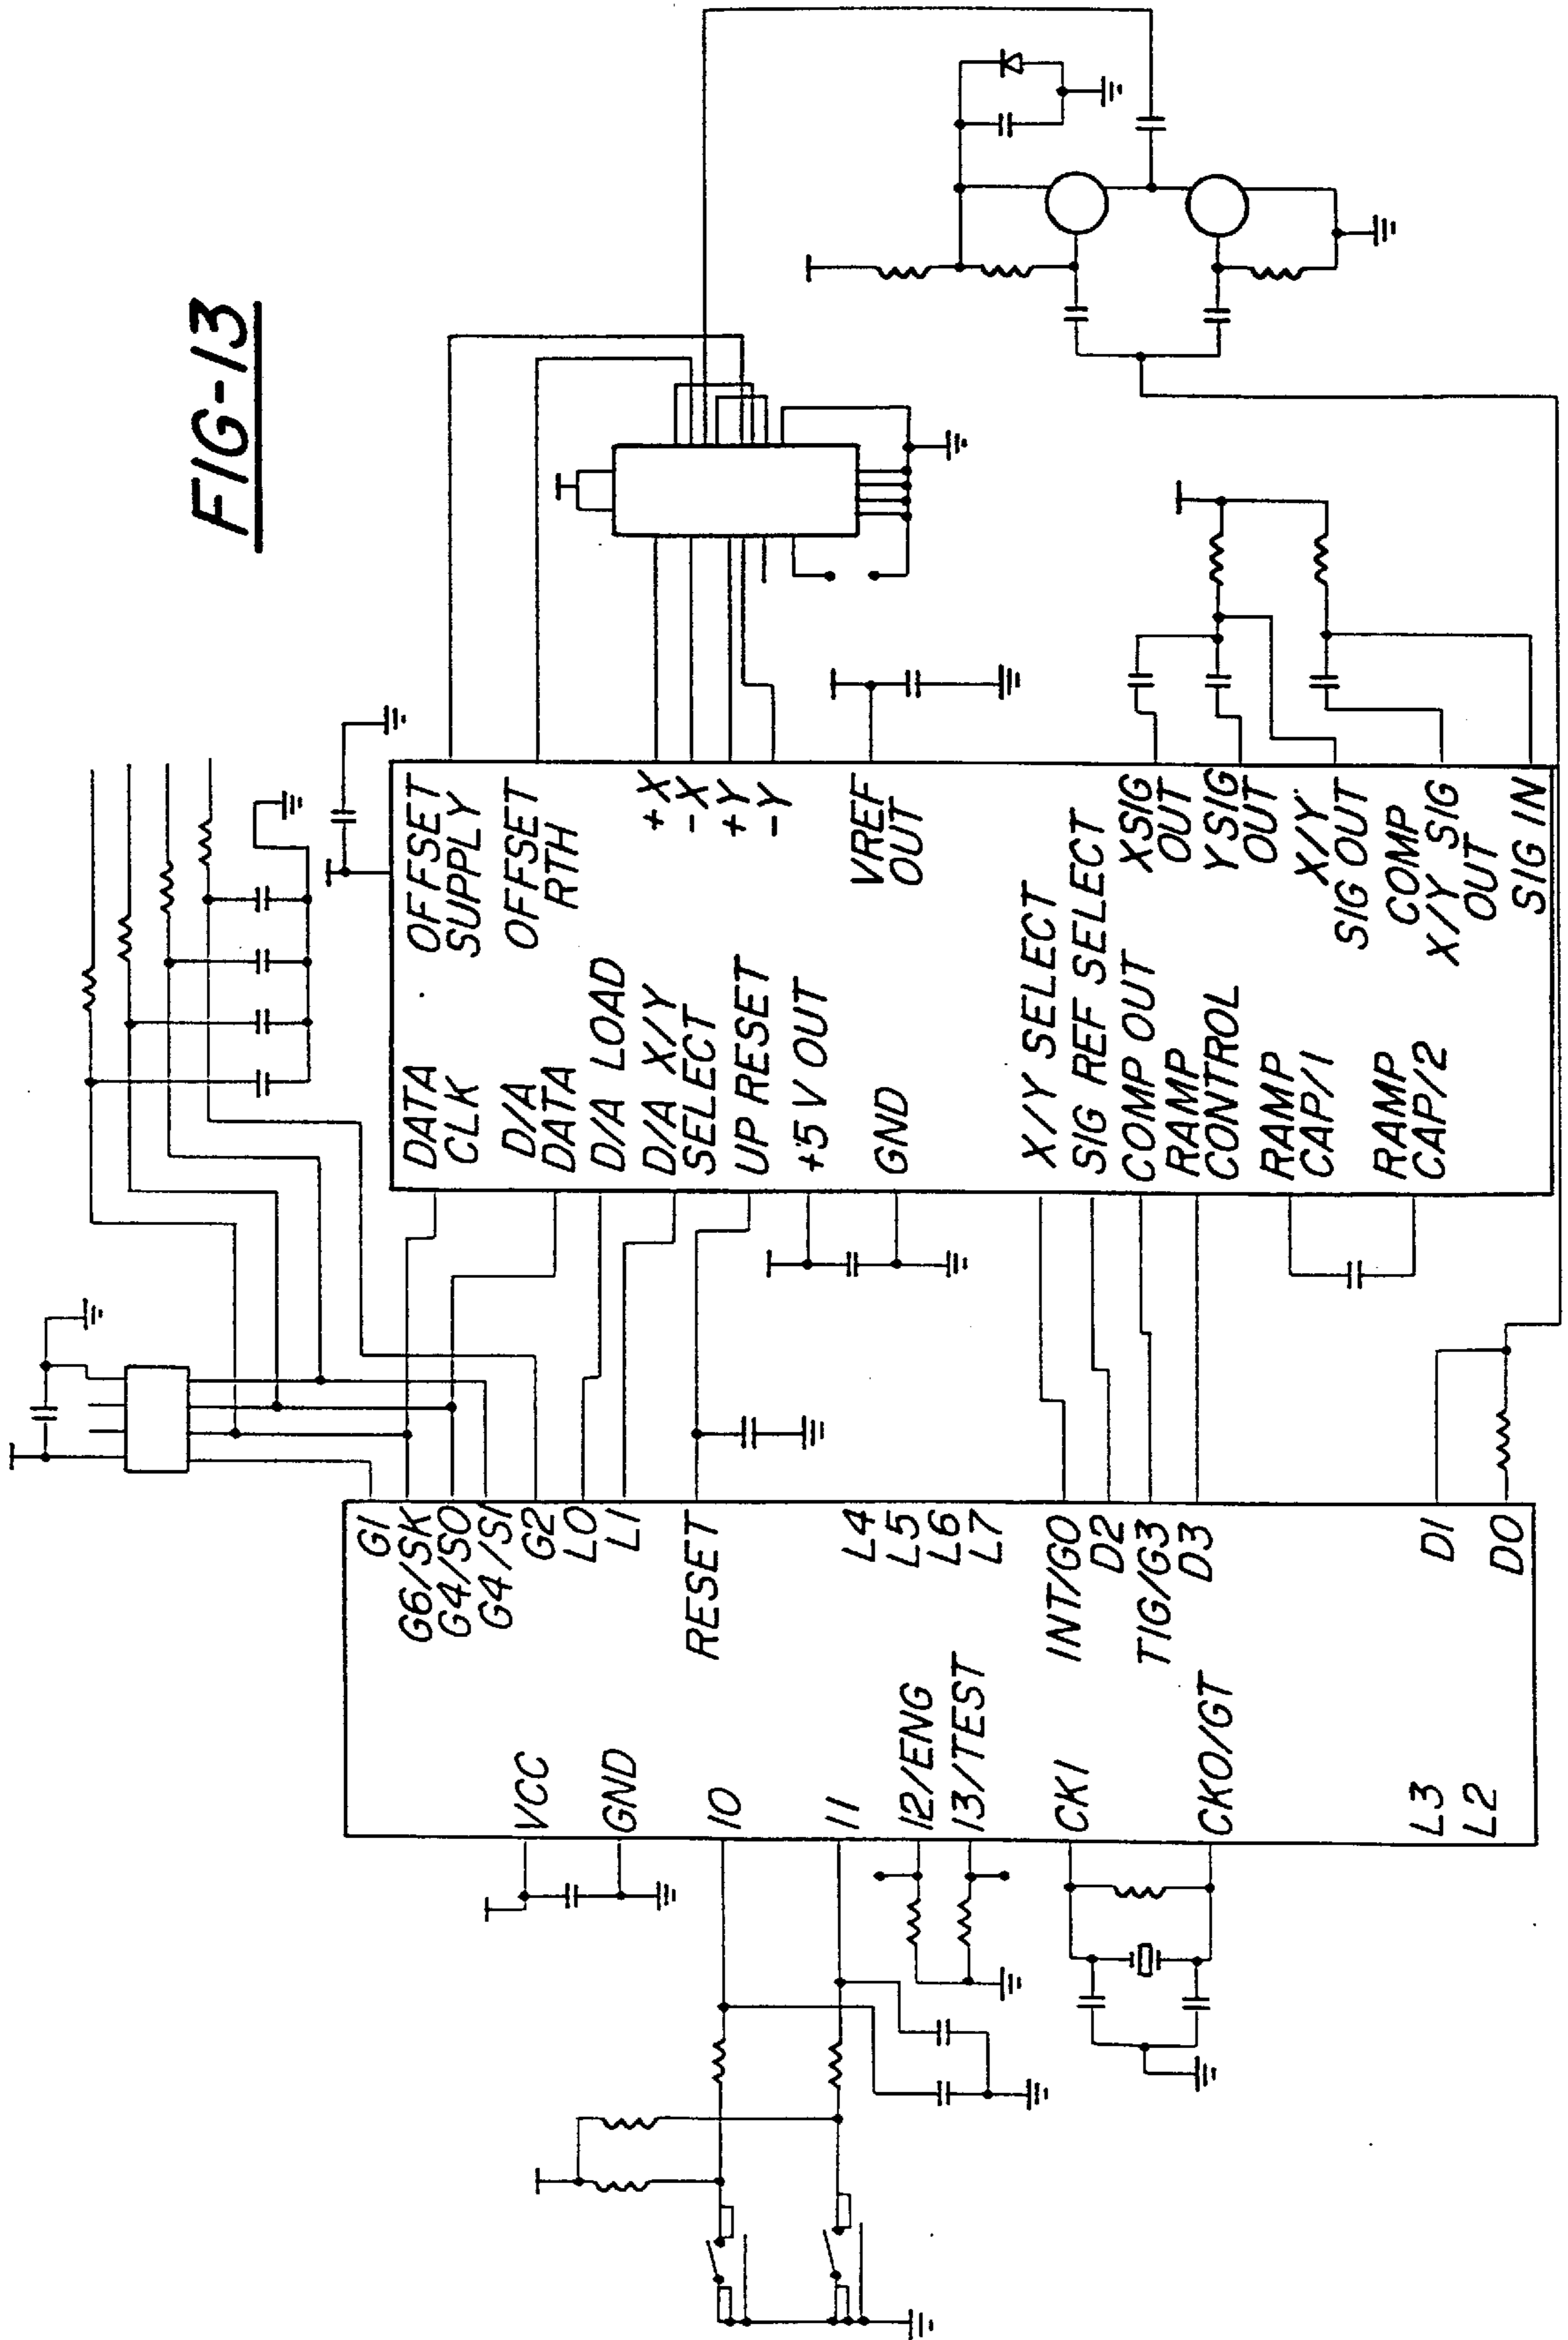 FIG-13
VCC
GND
I0
I1
I2/ENG
I3/TEST
CKI
CKO/GT
L3
L2
G1
G6/SK
G4/SO
G4/SI
G2
L0
L1
RESET
L4
L5
L6
L7
INT/G0
D2
TIG/G3
D3
D1
D0
DATA
CLK
D/A
DATA
D/A LOAD
D/A X/Y
SELECT
UP RESET
+5 V OUT
GND
X/Y SELECT
SIG REF SELECT
COMP OUT
RAMP
CONTROL
RAMP
CAP/1
RAMP
CAP/2
OFFSET
SUPPLY
OFFSET
RTH
+X
-X
+Y
-Y
VREF
OUT
XSIG
OUT
YSIG
OUT
X/Y
SIG OUT
COMP
X/Y SIG
OUT
SIG IN